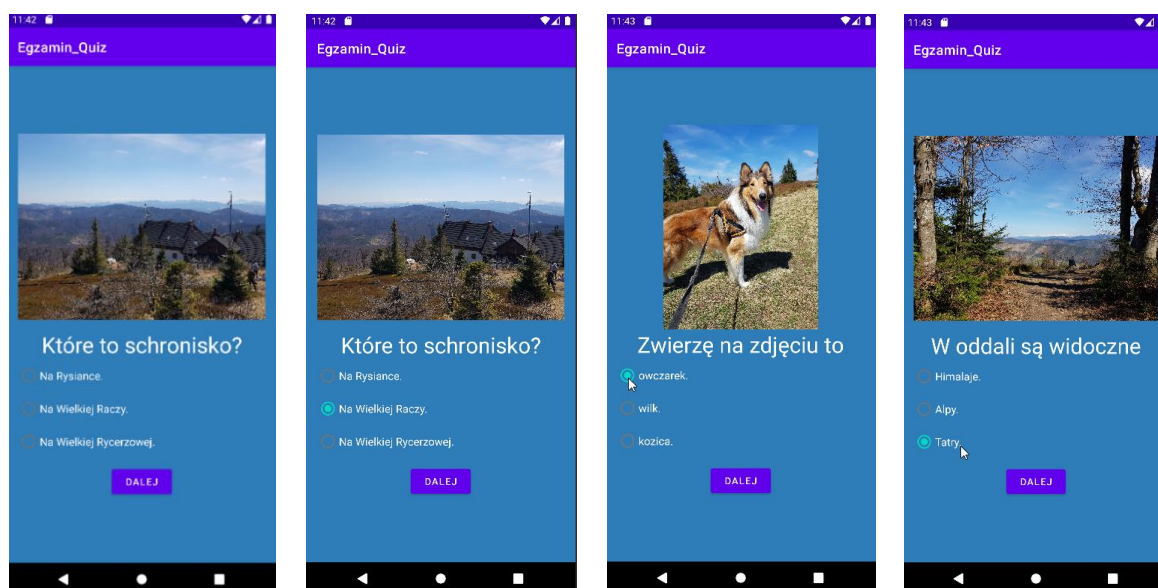 11:42
Egzamin_Quiz
Które to schronisko?
Na Rysiance.
Na Wielkiej Raczy.
Na Wielkiej Rycerzowej.
DALEJ
11:42
Egzamin_Quiz
Które to schronisko?
Na Rysiance.
Na Wielkiej Raczy.
Na Wielkiej Rycerzowej.
DALEJ
11:43
Egzamin_Quiz
Zwierzę na zdjęciu to
owczarek.
wilk.
kozica.
DALEJ
11:43
Egzamin_Quiz
W oddali są widoczne
Himalaje.
Alpy.
Tatry.
DALEJ